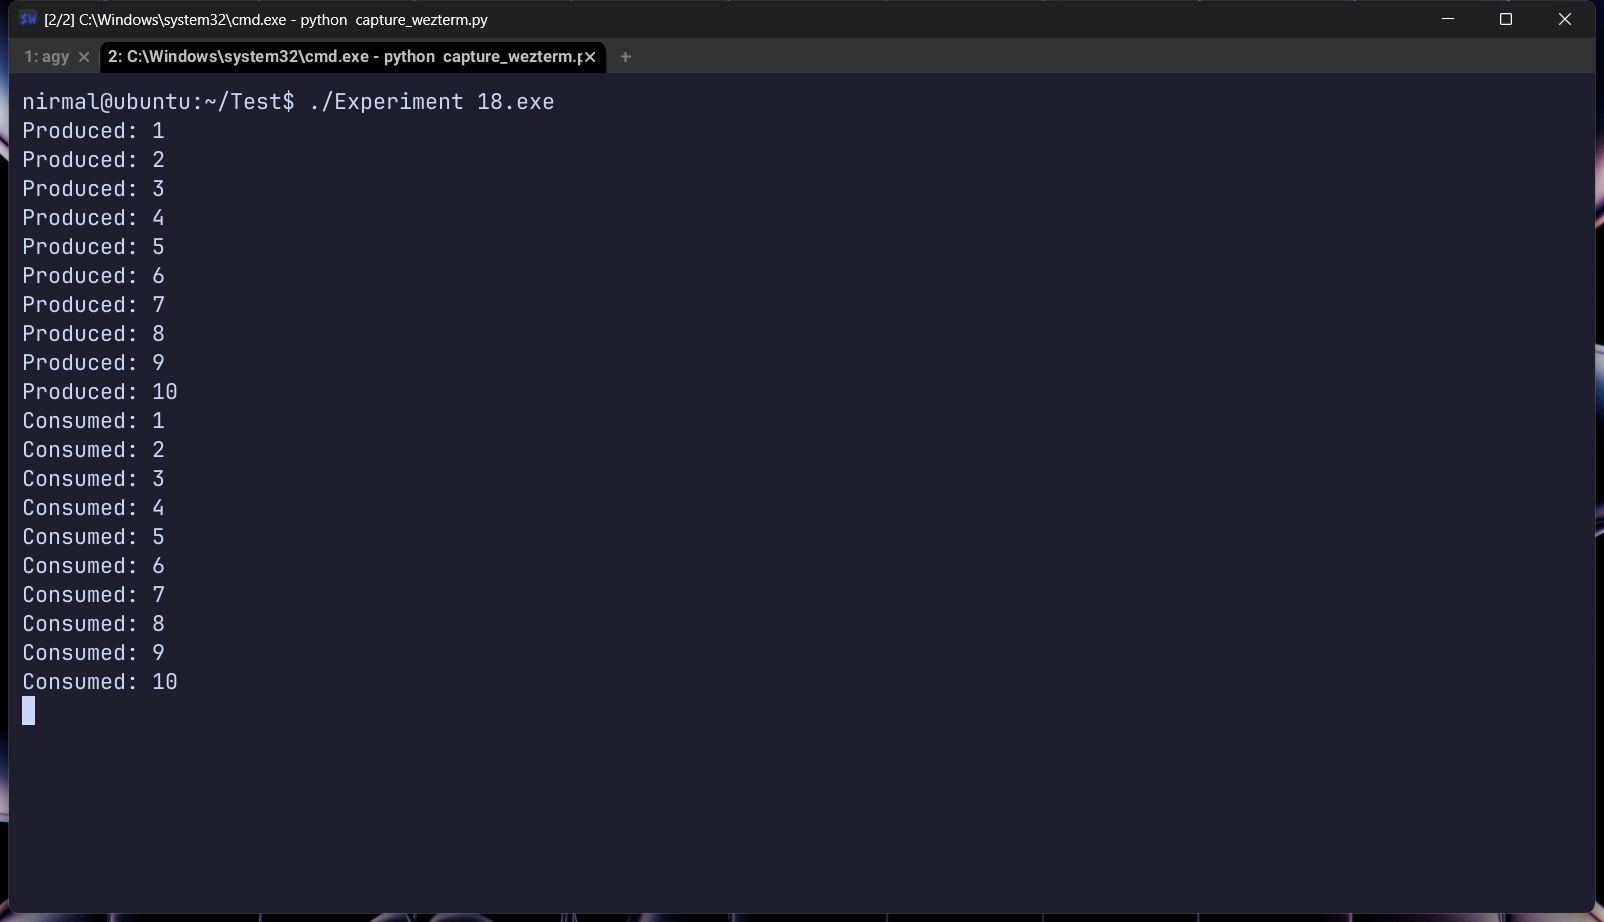 $W [2/2] C:\Windows\system32\cmd.exe - python  capture_wezterm.py
1: agy × 2: C:\Windows\system32\cmd.exe - python  capture_wezterm.p × +
nirmal@ubuntu:~/Test$ ./Experiment 18.exe
Produced: 1
Produced: 2
Produced: 3
Produced: 4
Produced: 5
Produced: 6
Produced: 7
Produced: 8
Produced: 9
Produced: 10
Consumed: 1
Consumed: 2
Consumed: 3
Consumed: 4
Consumed: 5
Consumed: 6
Consumed: 7
Consumed: 8
Consumed: 9
Consumed: 10